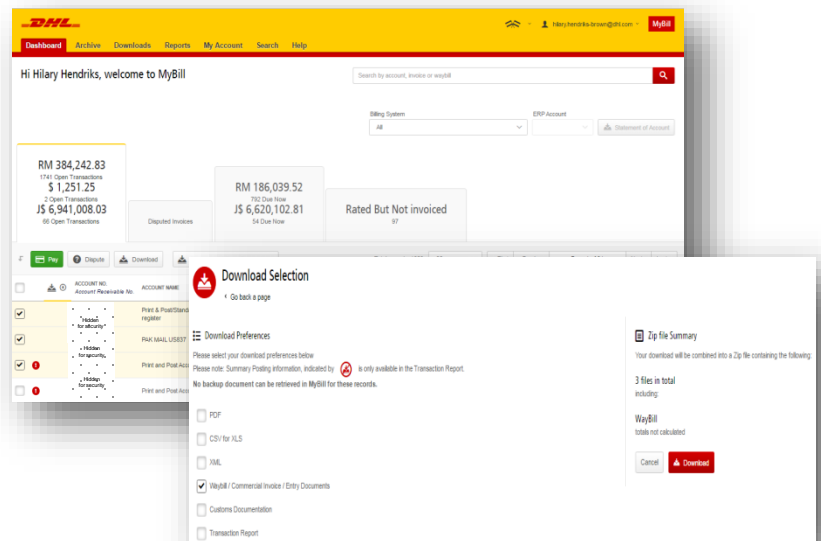 DHL
hilary.hendriks-brown@dhl.com
MyBill
Dashboard Archive Downloads Reports My Account Search Help
Hi Hilary Hendriks, welcome to MyBill
Search by account, invoice or waybill
Billing System
ERP Account
All
Statement of Account
RM 384,242.83
1741 Open Transactions
$ 1,251.25
2 Open Transactions
J$ 6,941,008.03
66 Open Transactions
Disputed Invoices
RM 186,039.52
792 Due Now
J$ 6,620,102.81
54 Due Now
Rated But Not invoiced
97
Pay
Dispute
Download
ACCOUNT NO.
Account Receivable No.
ACCOUNT NAME
Hidden
for security
Print & Post/Stand
register
Hidden
for security
PAK MAIL US837
Print and Post Acc
Hidden
for security
Print and Post Acc
Download Selection
Go back a page
Download Preferences
Please select your download preferences below
Please note: Summary Posting information, indicated by is only available in the Transaction Report.
No backup document can be retrieved in MyBill for these records.
PDF
CSV for XLS
XML
Waybill / Commercial Invoice / Entry Documents
Customs Documentation
Transaction Report
Zip file Summary
Your download will be combined into a Zip file containing the following:
3 files in total
Including:
WayBill
totals not calculated
Cancel
Download